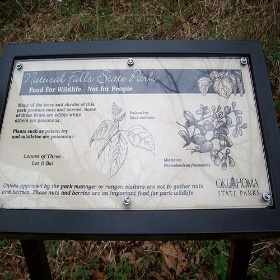 Natural Falls State Park
Food For Wildlife - Not for People
Many of the trees and shrubs of this
park produce nuts and berries. Some
of these fruits are edible while
others are poisonous.
Plants such as poison ivy
and mistletoe are poisonous.
Leaves of Three
Let it Be!
Poison Ivy
Mistletoe
Unless approved by the park manager or ranger, visitors are not to gather nuts
and berries. These nuts and berries are an important food for park wildlife.
OKLAHOMA
STATE PARKS